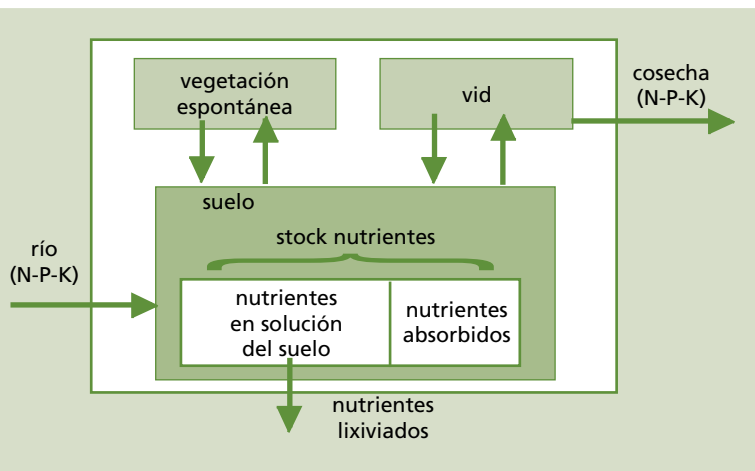 vegetación
espontánea
vid
cosecha
(N-P-K)
suelo
stock nutrientes
río
(N-P-K)
nutrientes
en solución
del suelo
nutrientes
absorbidos
nutrientes
lixiviados